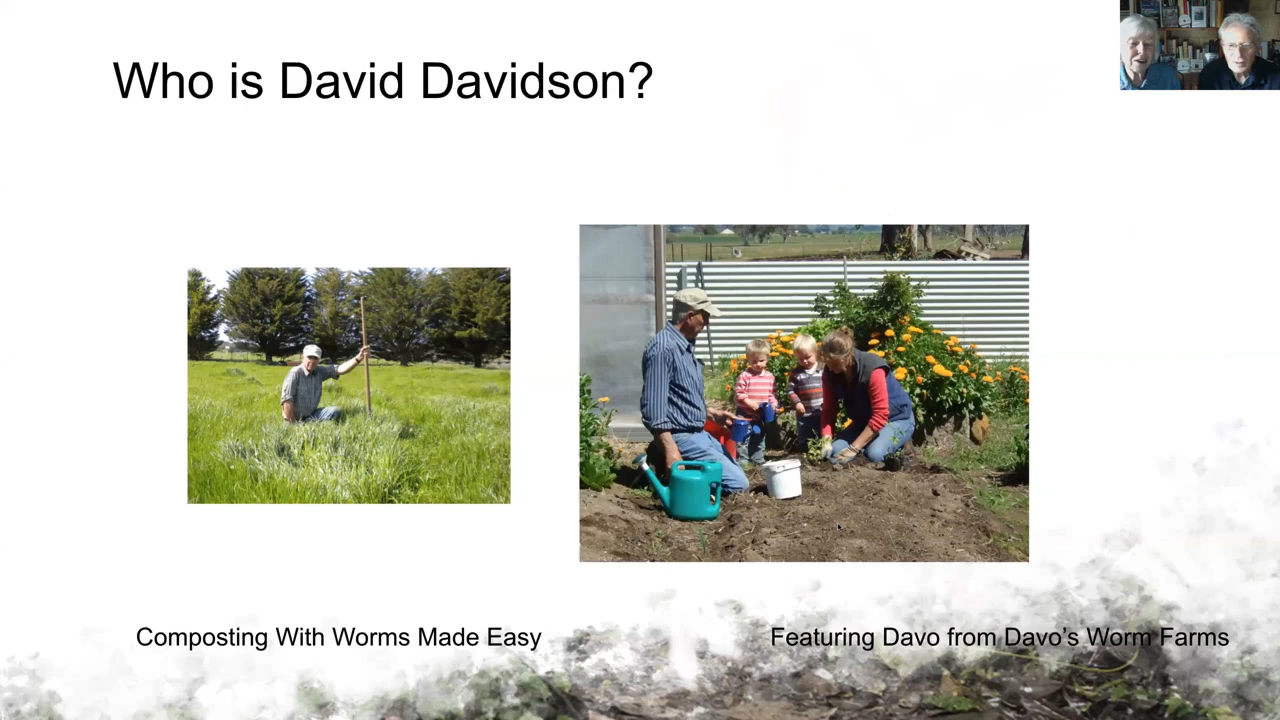 Who is David Davidson?
Composting With Worms Made Easy
Featuring Davo from Davo's Worm Farms